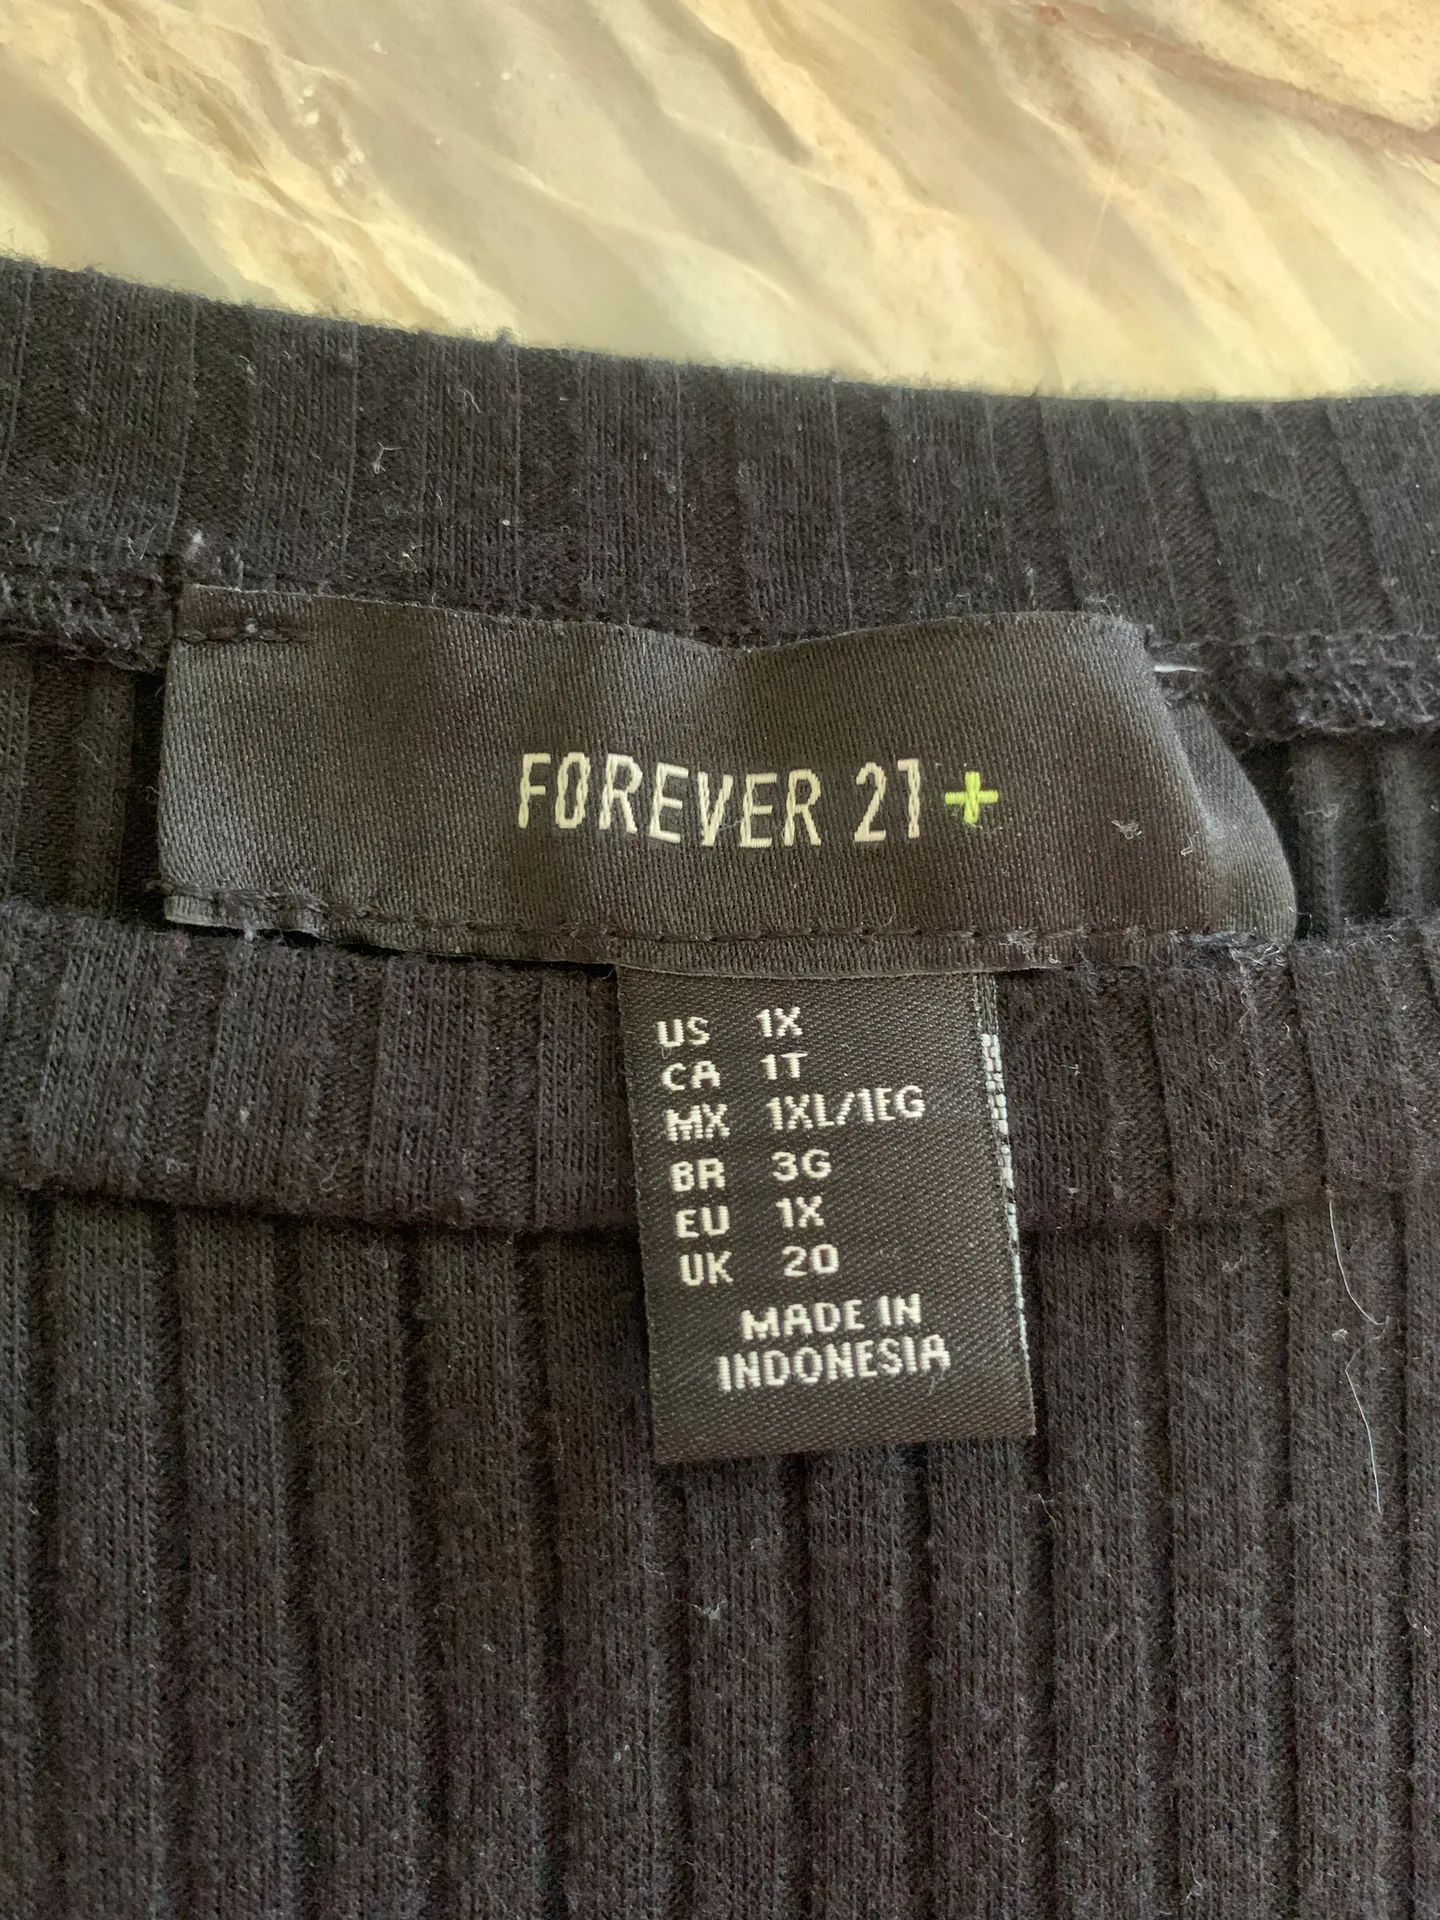 FOREVER 21+
US 1X
CA 1T
MX 1XL/1EG
BR 3G
EU 1X
UK 20
MADE IN
INDONESIA